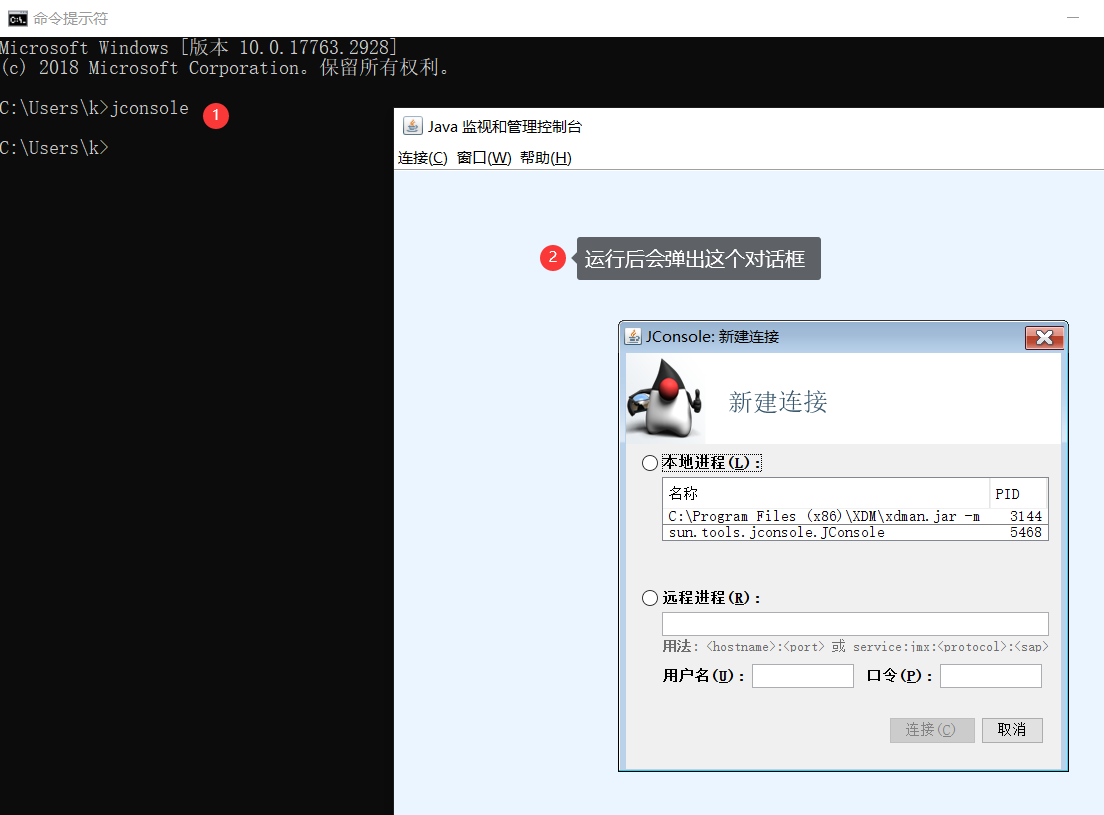 命令提示符
Microsoft Windows [版本 10.0.17763.2928]
(c) 2018 Microsoft Corporation。保留所有权利。
C:\Users\k>jconsole
1
C:\Users\k>
Java 监视和管理控制台
连接(C) 窗口(W) 帮助(H)
2
运行后会弹出这个对话框
JConsole: 新建连接
新建连接
本地进程(L):
名称 PID
C:\Program Files (x86)\XDM\xdman.jar -m 3144
sun.tools.jconsole.JConsole 5468
远程进程(R):
用法: <hostname>:<port> 或 service:jmx:<protocol>:<sap>
用户名(U): 口令(P):
连接(C) 取消